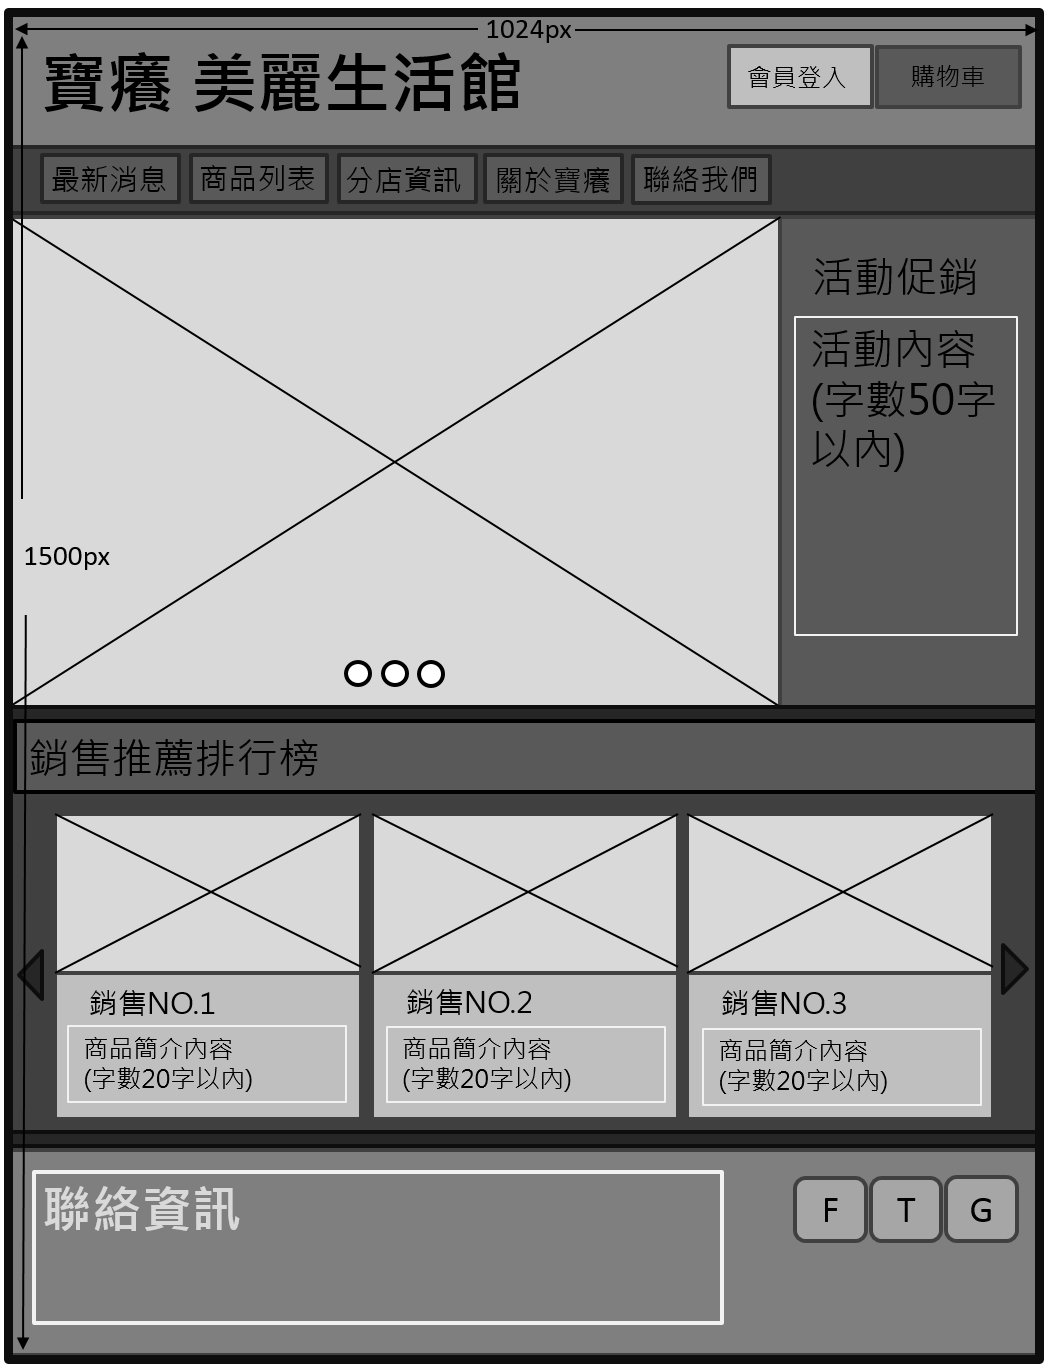 1024px
寶癢 美麗生活館
會員登入
購物車
最新消息
商品列表
分店資訊
關於寶癢
聯絡我們
活動促銷
活動內容
(字數50字
以內)
1500px
銷售推薦排行榜
銷售NO.1
商品簡介內容
(字數20字以內)
銷售NO.2
商品簡介內容
(字數20字以內)
銷售NO.3
商品簡介內容
(字數20字以內)
聯絡資訊
F
T
G